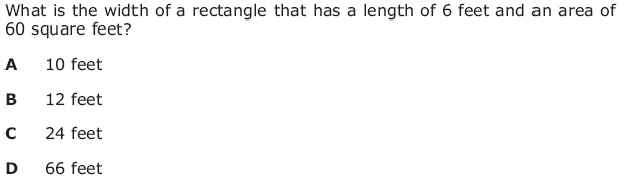 What is the width of a rectangle that has a length of 6 feet and an area of
60 square feet?
A 10 feet
B 12 feet
C 24 feet
D 66 feet